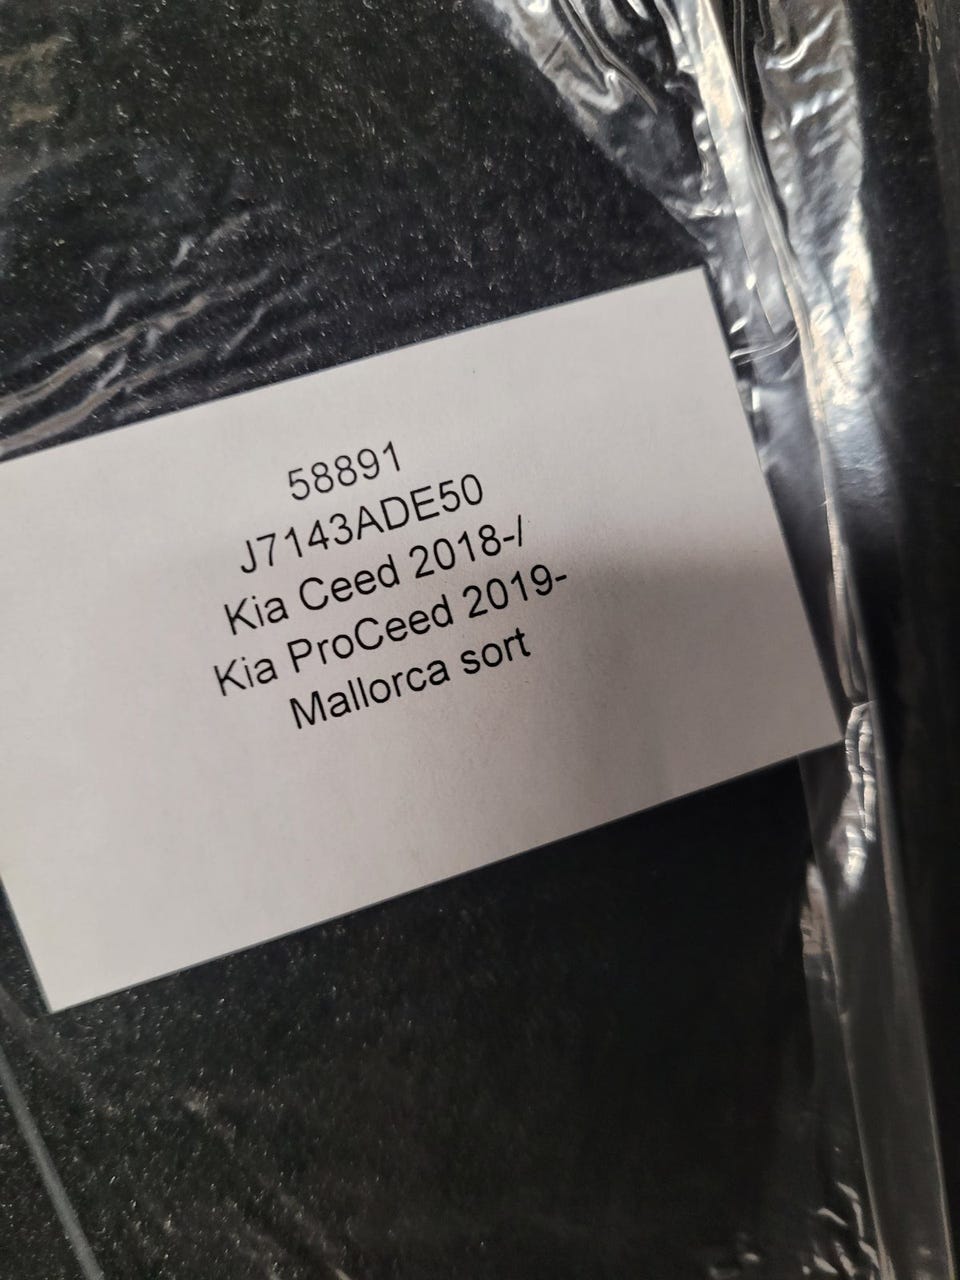 58891
J7143ADE50
Kia Ceed 2018-/
Kia ProCeed 2019-
Mallorca sort